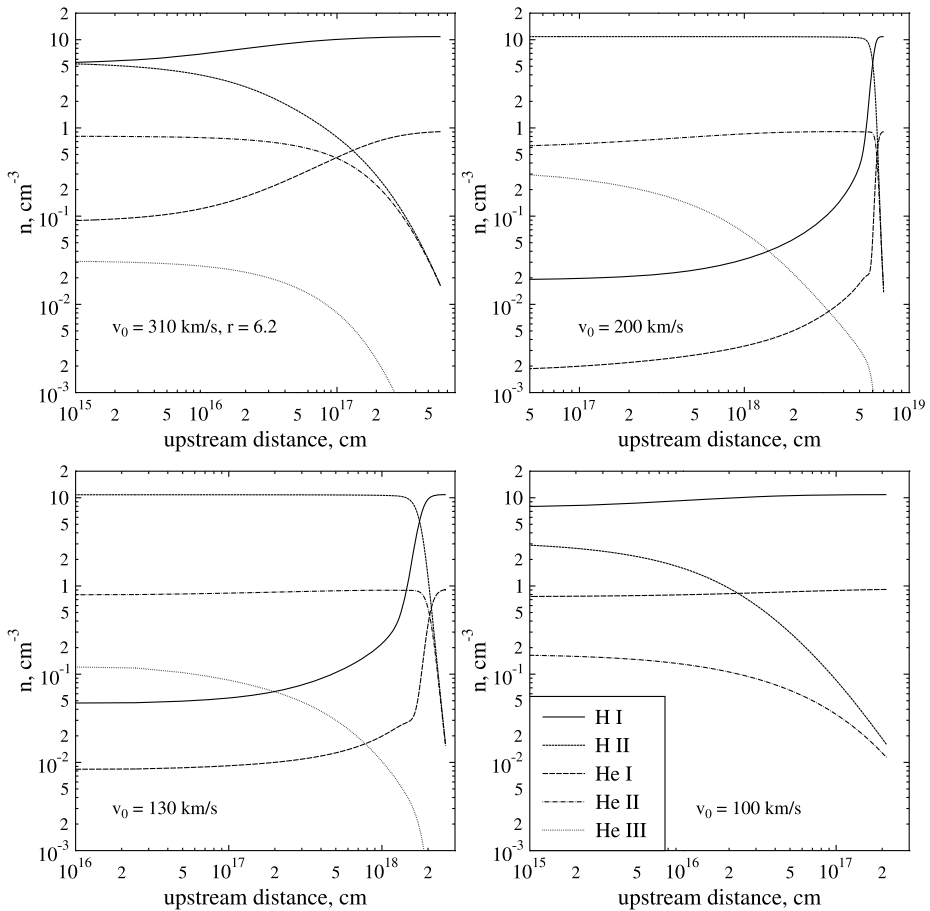 2
10
5
2
1
5
2
10⁻¹
5
2
10⁻²
5
2
10⁻³
n, cm⁻³
v₀ = 310 km/s, r = 6.2
10¹⁵ 2 5 10¹⁶ 2 5 10¹⁷ 2 5
upstream distance, cm
2
10
5
2
1
5
2
10⁻¹
5
2
10⁻²
5
2
10⁻³
n, cm⁻³
v₀ = 200 km/s
5 10¹⁷ 2 5 10¹⁸ 2 5 10¹⁹
upstream distance, cm
2
10
5
2
1
5
2
10⁻¹
5
2
10⁻²
5
2
10⁻³
n, cm⁻³
v₀ = 130 km/s
10¹⁶ 2 5 10¹⁷ 2 5 10¹⁸ 2
upstream distance, cm
2
10
5
2
1
5
2
10⁻¹
5
2
10⁻²
5
2
10⁻³
n, cm⁻³
H I
H II
He I
He II
He III
v₀ = 100 km/s
10¹⁵ 2 5 10¹⁶ 2 5 10¹⁷ 2
upstream distance, cm